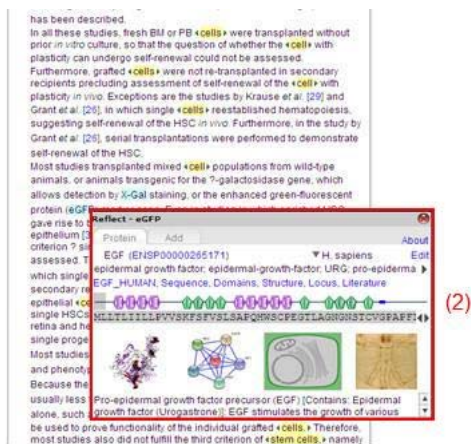 has been described.
In all these studies, fresh BM or PB cells were transplanted without
prior in vitro culture, so that the question of whether the cell with
plasticity can undergo self-renewal could not be assessed.
Furthermore, grafted cells were not re-transplanted in secondary
recipients precluding assessment of self-renewal of the cell with
plasticity in vivo. Exceptions are the studies by Krause et al. [29] and
Grant et al. [26], in which single cells reestablished hematopoiesis,
suggesting self-renewal of the HSC in vivo. Furthermore, in the study by
Grant et al. [26], serial transplantations were performed to demonstrate
self-renewal of the HSC.
Most studies transplanted mixed cell populations from wild-type
animals, or animals transgenic for the ?-galactosidase gene, which
allows detection by X-Gal staining, or the enhanced green-fluorescent
protein (eGFP
gave rise to
epithelium [3
criterion ? sin
assessed. T
which single
secondary re
epithelial
single HSCs
retina and he
single proge
Most studies
and phenoty
Because the
usually less
alone, such
Reflect - eGFP
Protein Add About
EGF (ENSP00000265171) ▼H. sapiens Edit
epidermal growth factor; epidermal-growth-factor; URG; pro-epiderma
EGF_HUMAN, Sequence, Domains, Structure, Locus, Literature
MLLTLIILLPVVSKFSFVSLSAPQHWSCPEGTLAGNGNSTCVGPAPF
Pro-epidermal growth factor precursor (EGF) [Contains: Epidermal
growth factor (Urogastrone)]; EGF stimulates the growth of various
(2)
used to prove functionality of the individual grafted cells. Therefore,
most studies also did not fulfill the third criterion of stem cells, namely